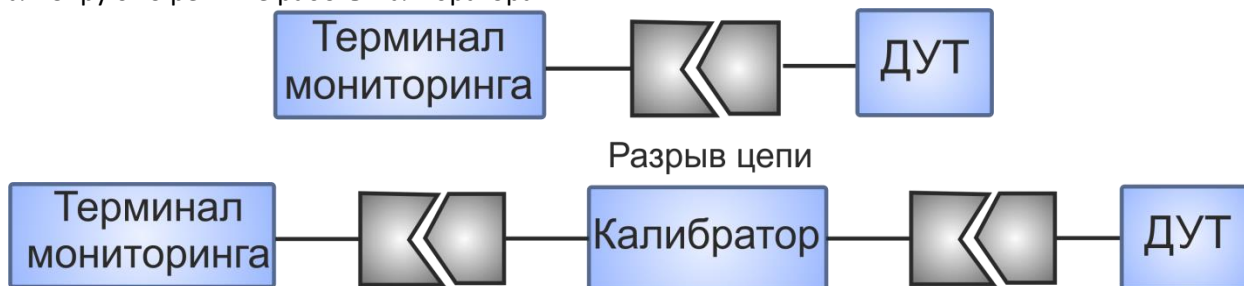 Терминал
мониторинга
ДУТ
Разрыв цепи
Терминал
мониторинга
Калибратор
ДУТ